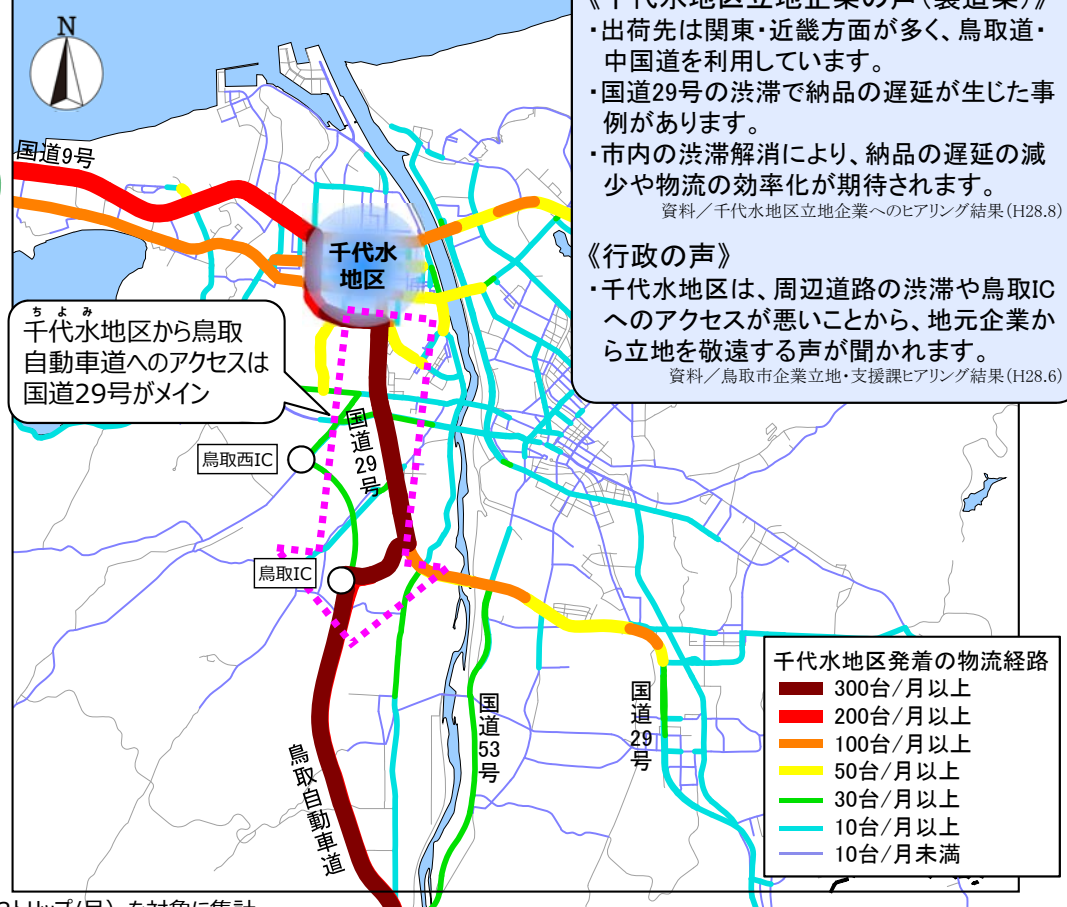 《千代水地区立地企業の声(製造業)》
・出荷先は関東・近畿方面が多く、鳥取道・
中国道を利用しています。
・国道29号の渋滞で納品の遅延が生じた事
例があります。
・市内の渋滞解消により、納品の遅延の減
少や物流の効率化が期待されます。
資料/千代水地区立地企業へのヒアリング結果(H28.8)
《行政の声》
・千代水地区は、周辺道路の渋滞や鳥取IC
へのアクセスが悪いことから、地元企業か
ら立地を敬遠する声が聞かれます。
資料/鳥取市企業立地・支援課ヒアリング結果(H28.6)
N
国道9号
千代水
地区
ちよみ
千代水地区から鳥取
自動車道へのアクセスは
国道29号がメイン
国道29号
鳥取西IC
鳥取IC
鳥取自動車道
国道53号
国道29号
千代水地区発着の物流経路
300台/月以上
200台/月以上
100台/月以上
50台/月以上
30台/月以上
10台/月以上
10台/月未満
トリップ/月)を対象に集計